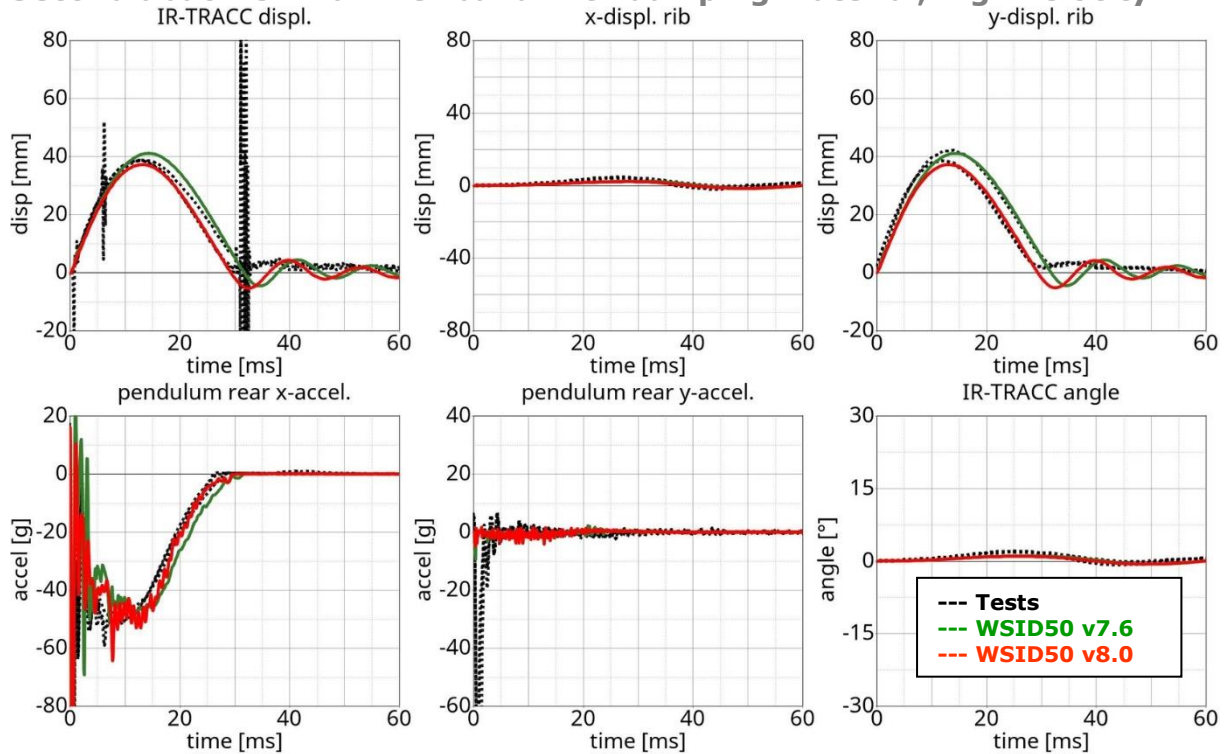 IR-TRACC displ.
x-displ. rib
y-displ. rib
disp [mm]
80
60
40
20
0
-20
0
20
40
60
time [ms]
disp [mm]
80
40
0
-40
-80
0
20
40
60
time [ms]
disp [mm]
80
60
40
20
0
-20
0
20
40
60
time [ms]
pendulum rear x-accel.
pendulum rear y-accel.
IR-TRACC angle
accel [g]
20
0
-20
-40
-60
-80
0
20
40
60
time [ms]
accel [g]
40
20
0
-20
-40
-60
0
20
40
60
time [ms]
angle [°]
30
15
0
-15
-30
0
20
40
60
time [ms]
--- Tests
--- WSID50 v7.6
--- WSID50 v8.0